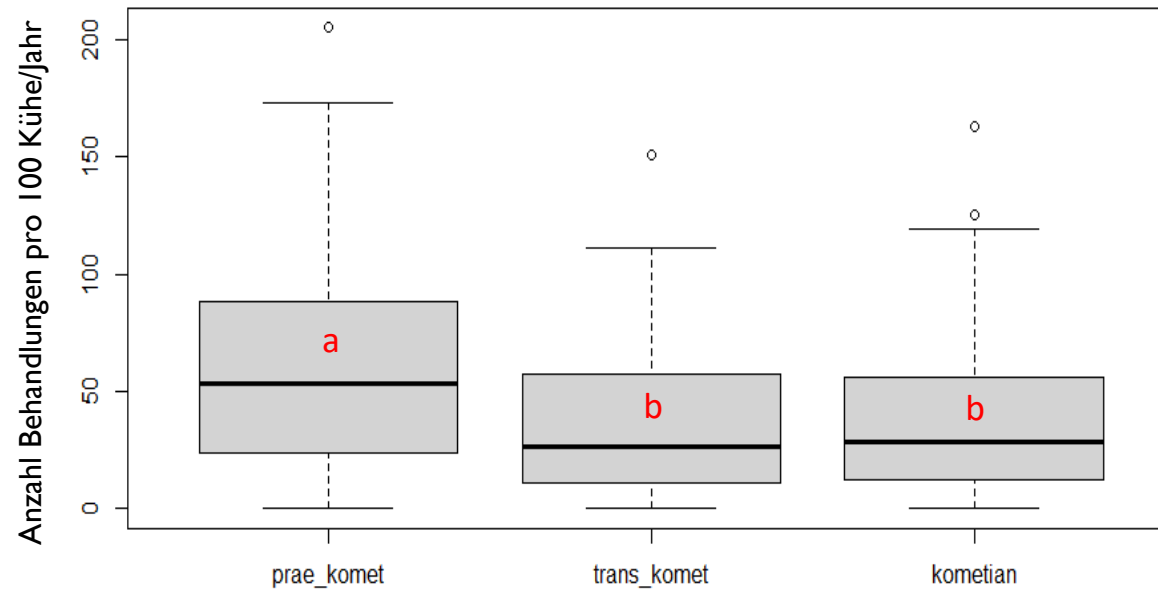 Anzahl Behandlungen pro 100 Kühe/Jahr
200
150
100
50
0
a
b
b
prae_komet
trans_komet
kometian